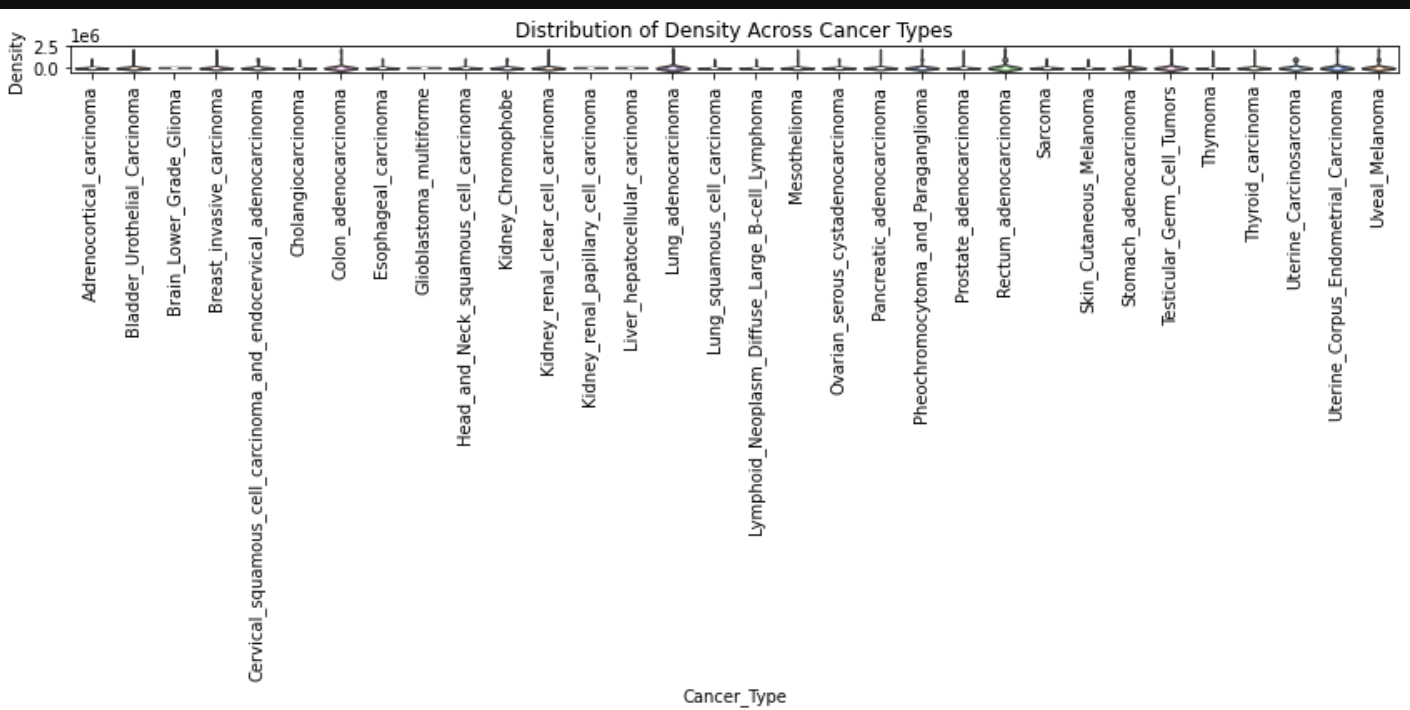 Distribution of Density Across Cancer Types
1e6
Density
2.5
0.0
Adrenocortical_carcinoma
Bladder_Urothelial_Carcinoma
Brain_Lower_Grade_Glioma
Breast_invasive_carcinoma
Cervical_squamous_cell_carcinoma_and_endocervical_adenocarcinoma
Cholangiocarcinoma
Colon_adenocarcinoma
Esophageal_carcinoma
Glioblastoma_multiforme
Head_and_Neck_squamous_cell_carcinoma
Kidney_Chromophobe
Kidney_renal_clear_cell_carcinoma
Kidney_renal_papillary_cell_carcinoma
Liver_hepatocellular_carcinoma
Lung_adenocarcinoma
Lung_squamous_cell_carcinoma
Lymphoid_Neoplasm_Diffuse_Large_B-cell_Lymphoma
Mesothelioma
Ovarian_serous_cystadenocarcinoma
Pancreatic_adenocarcinoma
Pheochromocytoma_and_Paraganglioma
Prostate_adenocarcinoma
Rectum_adenocarcinoma
Sarcoma
Skin_Cutaneous_Melanoma
Stomach_adenocarcinoma
Testicular_Germ_Cell_Tumors
Thymoma
Thyroid_carcinoma
Uterine_Carcinosarcoma
Uterine_Corpus_Endometrial_Carcinoma
Uveal_Melanoma
Cancer_Type